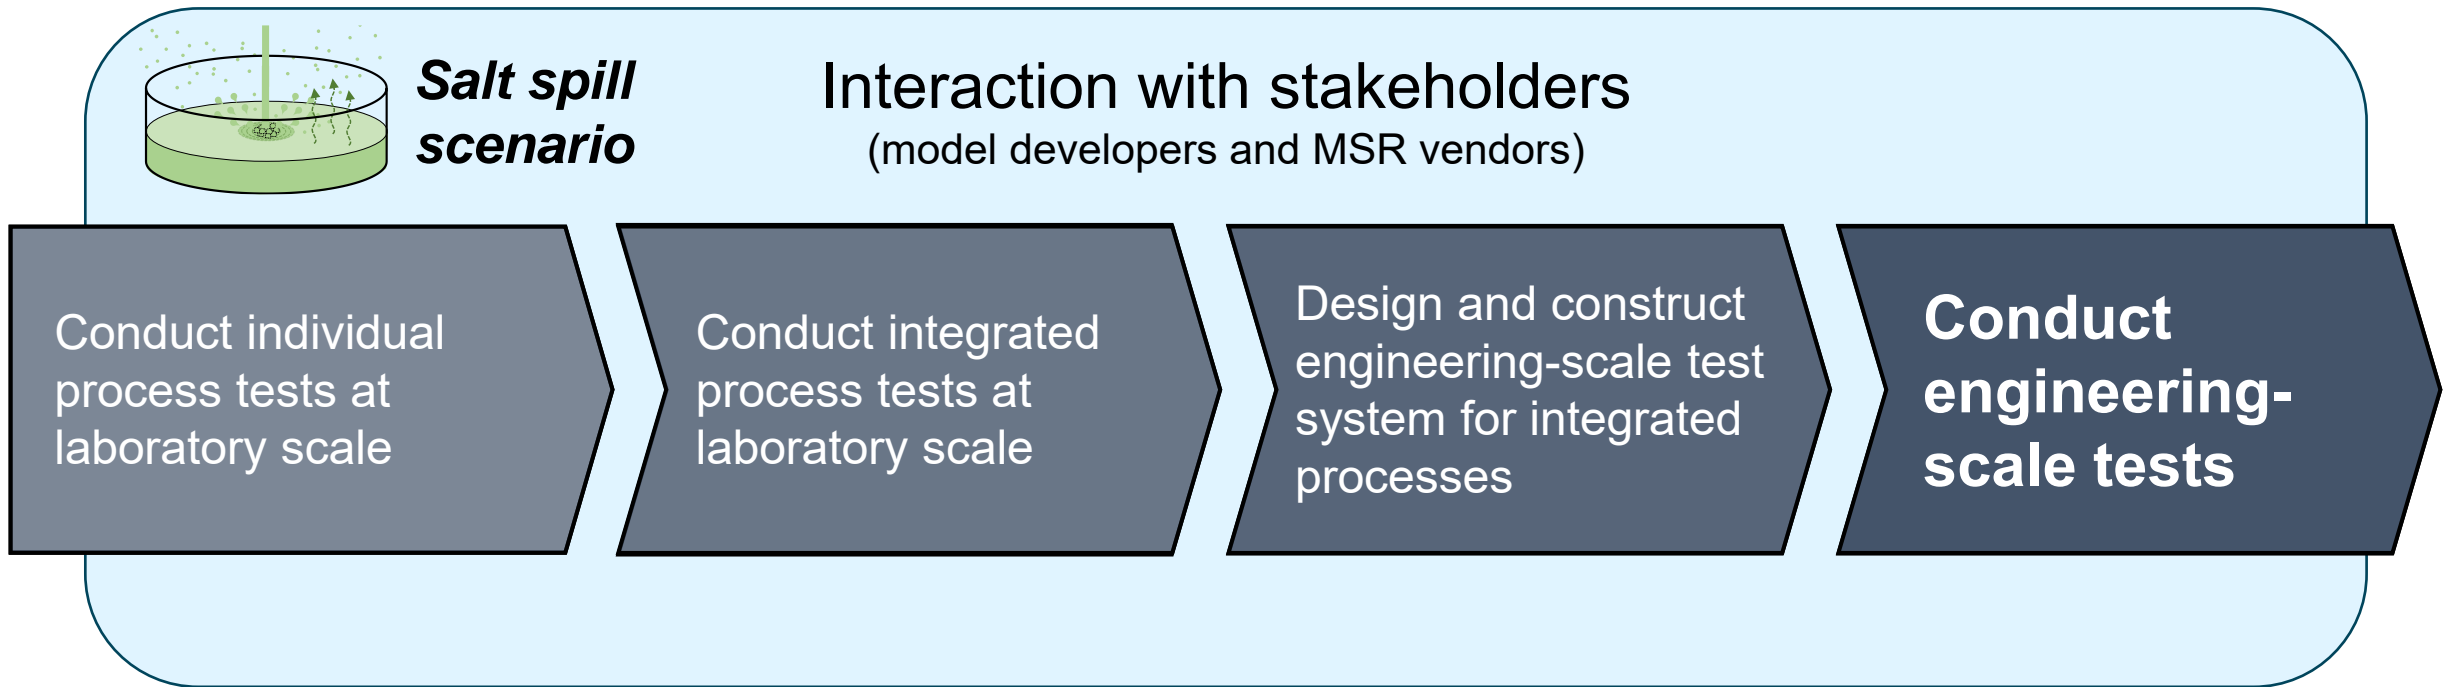 Salt spill
scenario
Interaction with stakeholders
(model developers and MSR vendors)
Conduct individual
process tests at
laboratory scale
Conduct integrated
process tests at
laboratory scale
Design and construct
engineering-scale test
system for integrated
processes
Conduct
engineering-
scale tests